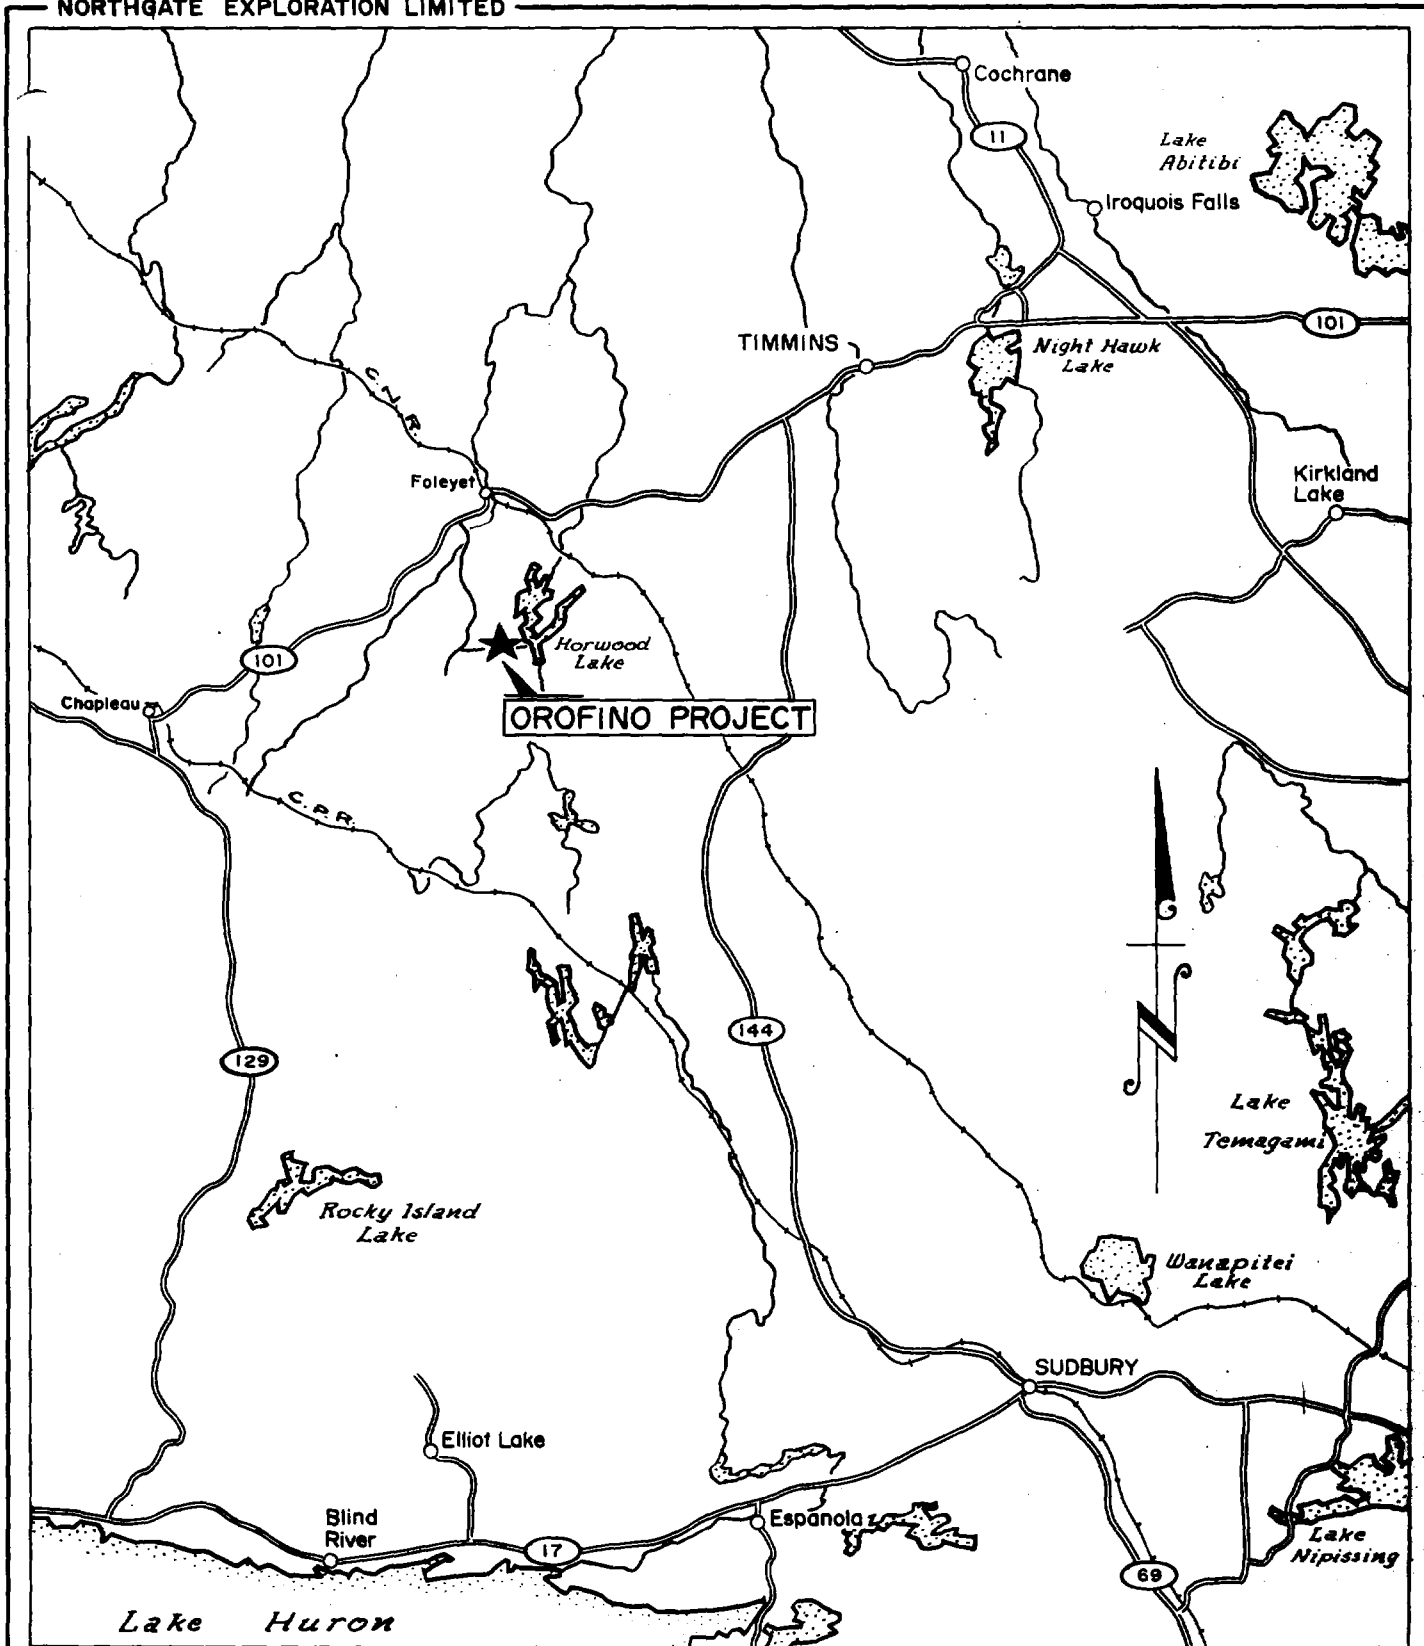 NORTHGATE EXPLORATION LIMITED
Cochrane
11
Lake
Abitibi
Iroquois Falls
101
TIMMINS
Night Hawk
Lake
C.N.R.
Foleyet
Kirkland
Lake
Horwood
Lake
101
Chapleau
OROFINO PROJECT
C.P.R.
N
144
129
Lake
Temagami
Rocky Island
Lake
Wanapitei
Lake
SUDBURY
Elliot Lake
Blind
River
Espanola
17
Lake
Nipissing
69
Lake Huron